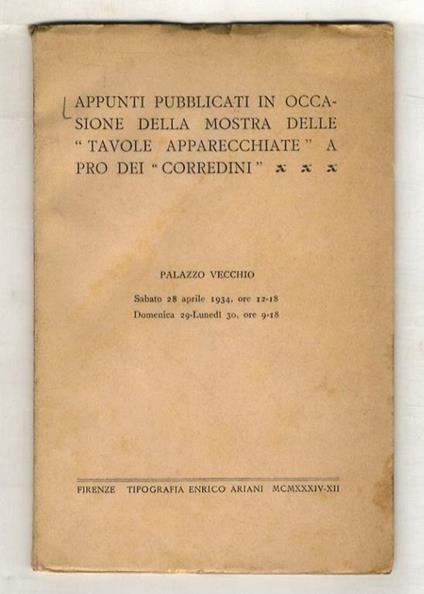 APPUNTI PUBBLICATI IN OCCA-
SIONE DELLA MOSTRA DELLE
“ TAVOLE APPARECCHIATE ” A
PRO DEI “ CORREDINI ” x x x
PALAZZO VECCHIO
Sabato 28 aprile 1934, ore 12-18
Domenica 29-Lunedì 30, ore 9-18
FIRENZE TIPOGRAFIA ENRICO ARIANI MCMXXXIV-XII